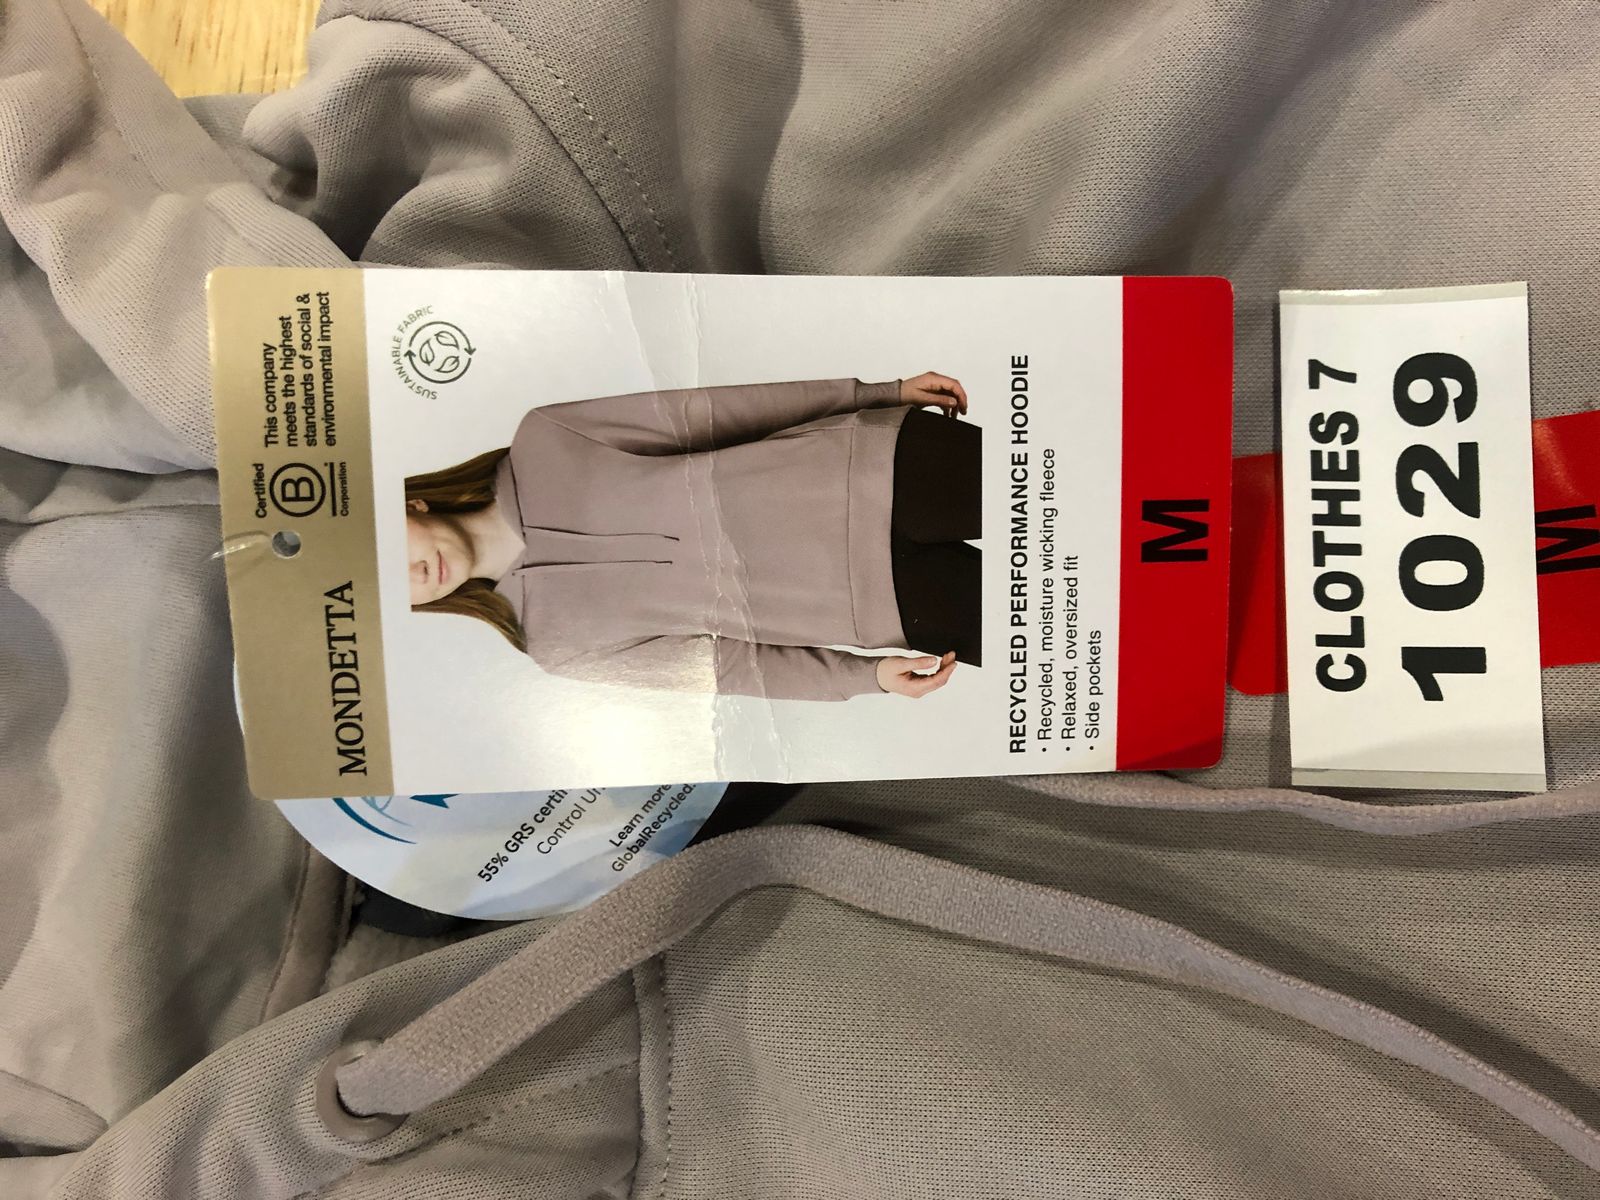 MONDETTA
Certified
B
Corporation
This company
meets the highest
standards of social &
environmental impact
SUSTAINABLE FABRIC
RECYCLED PERFORMANCE HOODIE
• Recycled, moisture wicking fleece
• Relaxed, oversized fit
• Side pockets
M
55% GRS certi
Control
Learn more
GlobalRecycled.
CLOTHES 7
1029
M